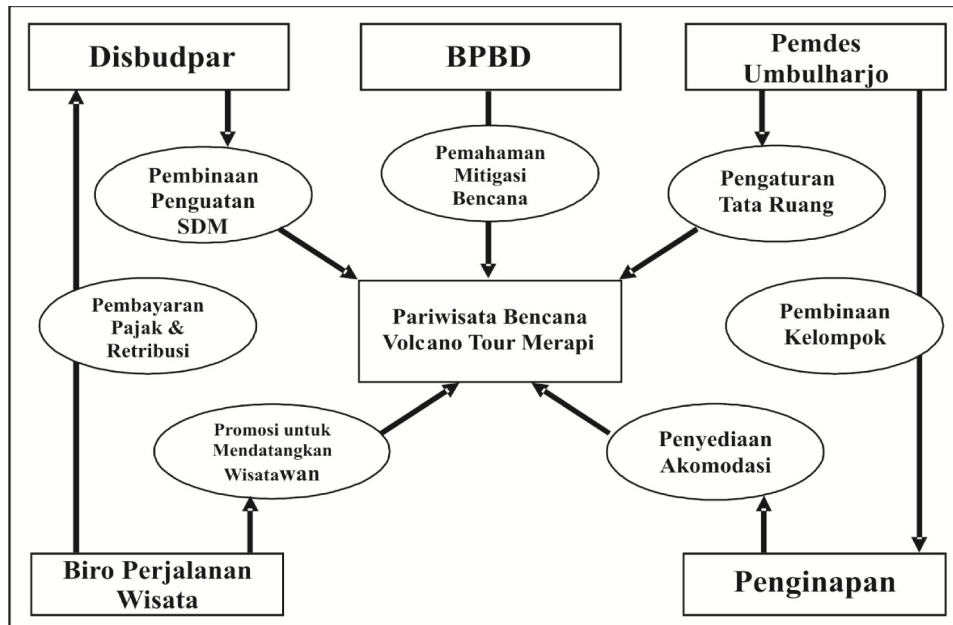 Disbudpar
BPBD
Pemdes
Umbulharjo
Pembinaan
Penguatan
SDM
Pemahaman
Mitigasi
Bencana
Pengaturan
Tata Ruang
Pembayaran
Pajak &
Retribusi
Pariwisata Bencana
Volcano Tour Merapi
Pembinaan
Kelompok
Promosi untuk
Mendatangkan
Wisatawan
Penyediaan
Akomodasi
Biro Perjalanan
Wisata
Penginapan